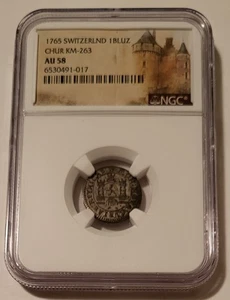 1765 SWITZERLND 1BLUZ
CHUR KM-263
AU 58
6530491-017
NGC